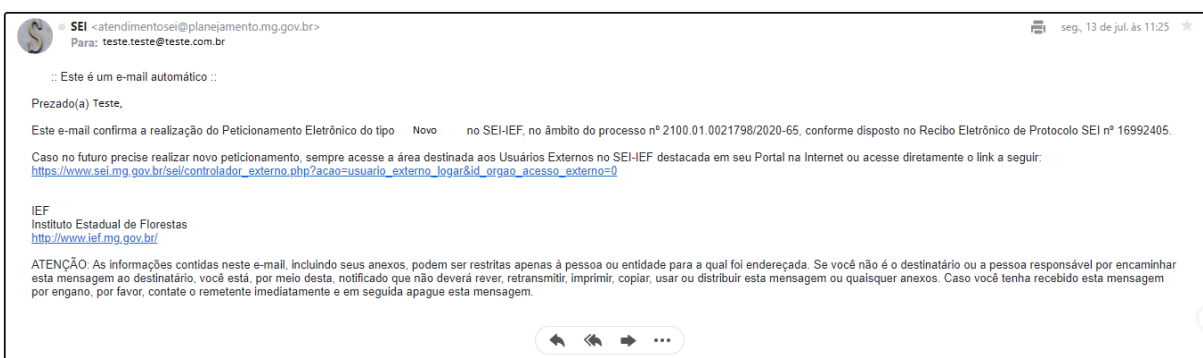 SEI <atendimentosei@planejamento.mg.gov.br> seg., 13 de jul. às 11:25
Para: teste.teste@teste.com.br
:: Este é um e-mail automático ::
Prezado(a) Teste,
Este e-mail confirma a realização do Peticionamento Eletrônico do tipo Novo no SEI-IEF, no âmbito do processo nº 2100.01.0021798/2020-65, conforme disposto no Recibo Eletrônico de Protocolo SEI nº 16992405.
Caso no futuro precise realizar novo peticionamento, sempre acesse a área destinada aos Usuários Externos no SEI-IEF destacada em seu Portal na Internet ou acesse diretamente o link a seguir:
https://www.sei.mg.gov.br/sei/controlador_externo.php?acao=usuario_externo_logar&id_orgao_acesso_externo=0
IEF
Instituto Estadual de Florestas
http://www.ief.mg.gov.br/
ATENÇÃO: As informações contidas neste e-mail, incluindo seus anexos, podem ser restritas apenas à pessoa ou entidade para a qual foi endereçada. Se você não é o destinatário ou a pessoa responsável por encaminhar
esta mensagem ao destinatário, você está, por meio desta, notificado que não deverá rever, retransmitir, imprimir, copiar, usar ou distribuir esta mensagem ou quaisquer anexos. Caso você tenha recebido esta mensagem
por engano, por favor, contate o remetente imediatamente e em seguida apague esta mensagem.